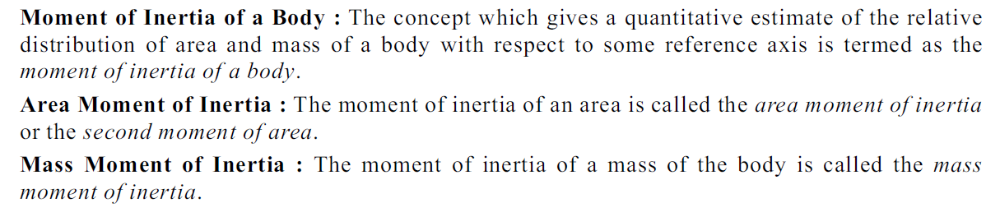 Moment of Inertia of a Body : The concept which gives a quantitative estimate of the relative
distribution of area and mass of a body with respect to some reference axis is termed as the
moment of inertia of a body.
Area Moment of Inertia : The moment of inertia of an area is called the area moment of inertia
or the second moment of area.
Mass Moment of Inertia : The moment of inertia of a mass of the body is called the mass
moment of inertia.